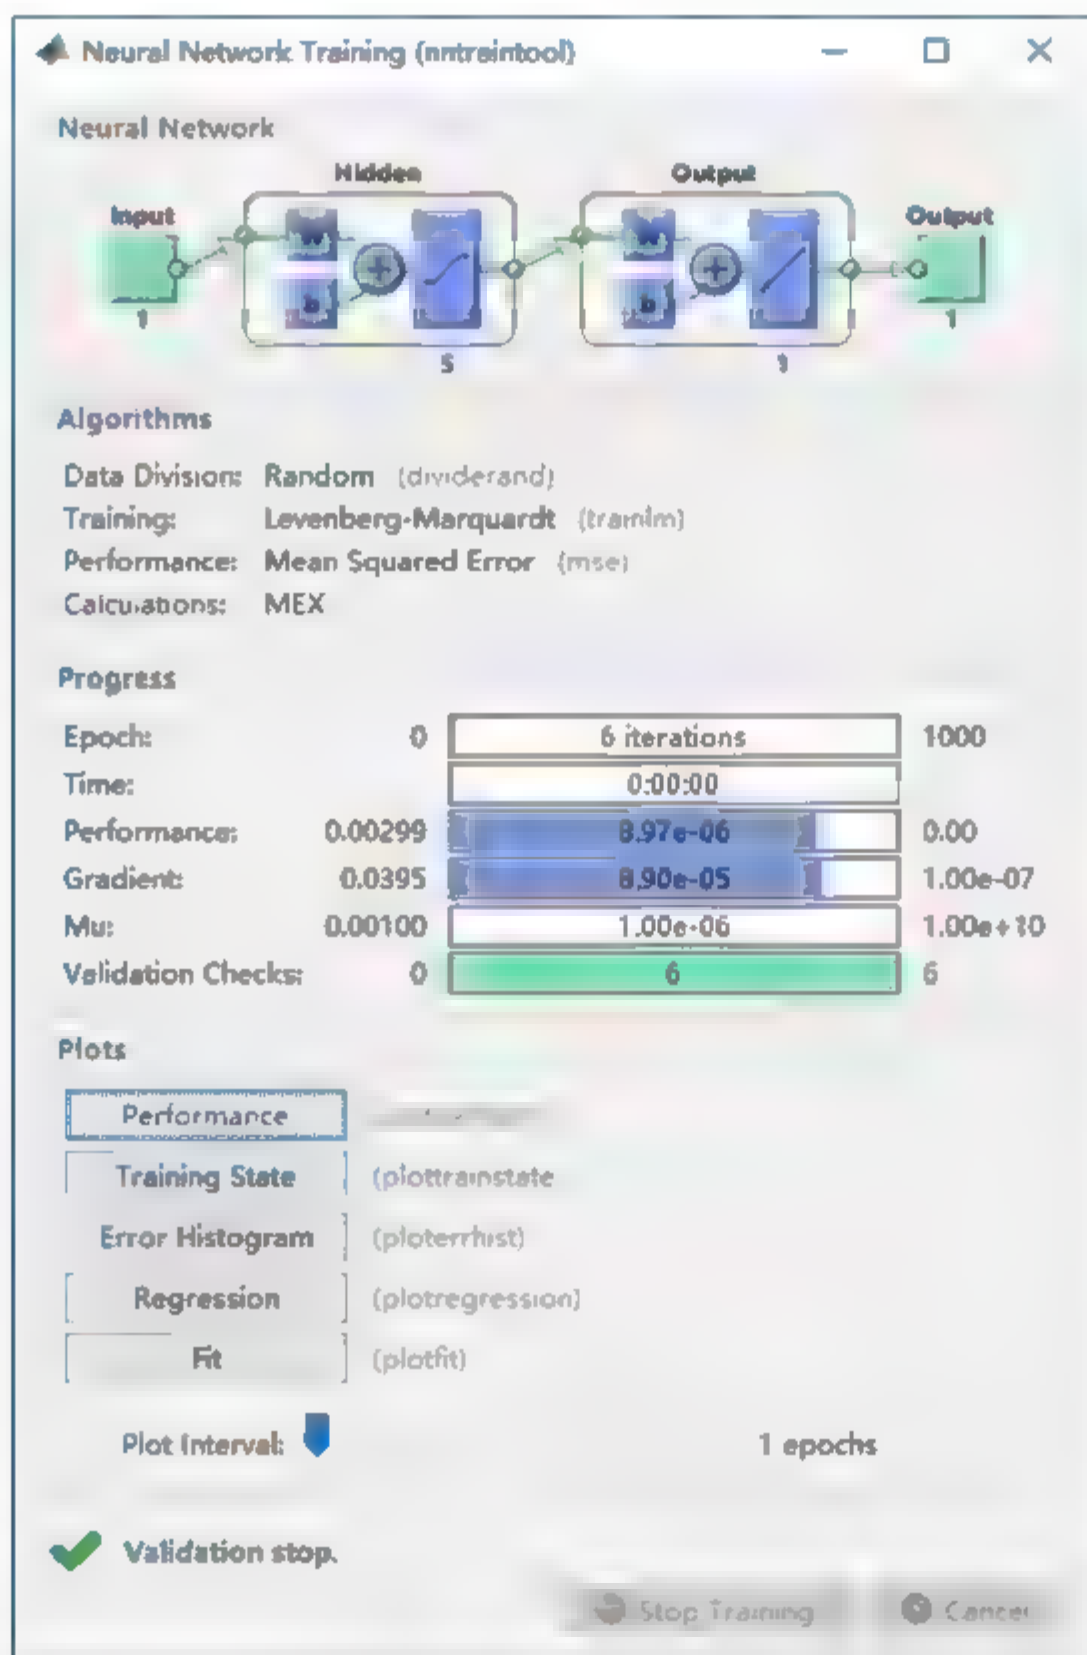 Neural Network Training (nntraintool)
Neural Network
Hidden Output
Input Output
W W
b b
1 1
5 1
Algorithms
Data Division: Random (dividerand)
Training: Levenberg-Marquardt (trainlm)
Performance: Mean Squared Error (mse)
Calculations: MEX
Progress
Epoch: 0 6 iterations 1000
Time: 0:00:00
Performance: 0.00299 8.97e-06 0.00
Gradient: 0.0395 8.90e-05 1.00e-07
Mu: 0.00100 1.00e-06 1.00e+10
Validation Checks: 0 6 6
Plots
Performance
Training State (plottrainstate
Error Histogram (ploterrhist)
Regression (plotregression)
Fit (plotfit)
Plot Interval: 1 epochs
Validation stop.
Stop Training Cancel